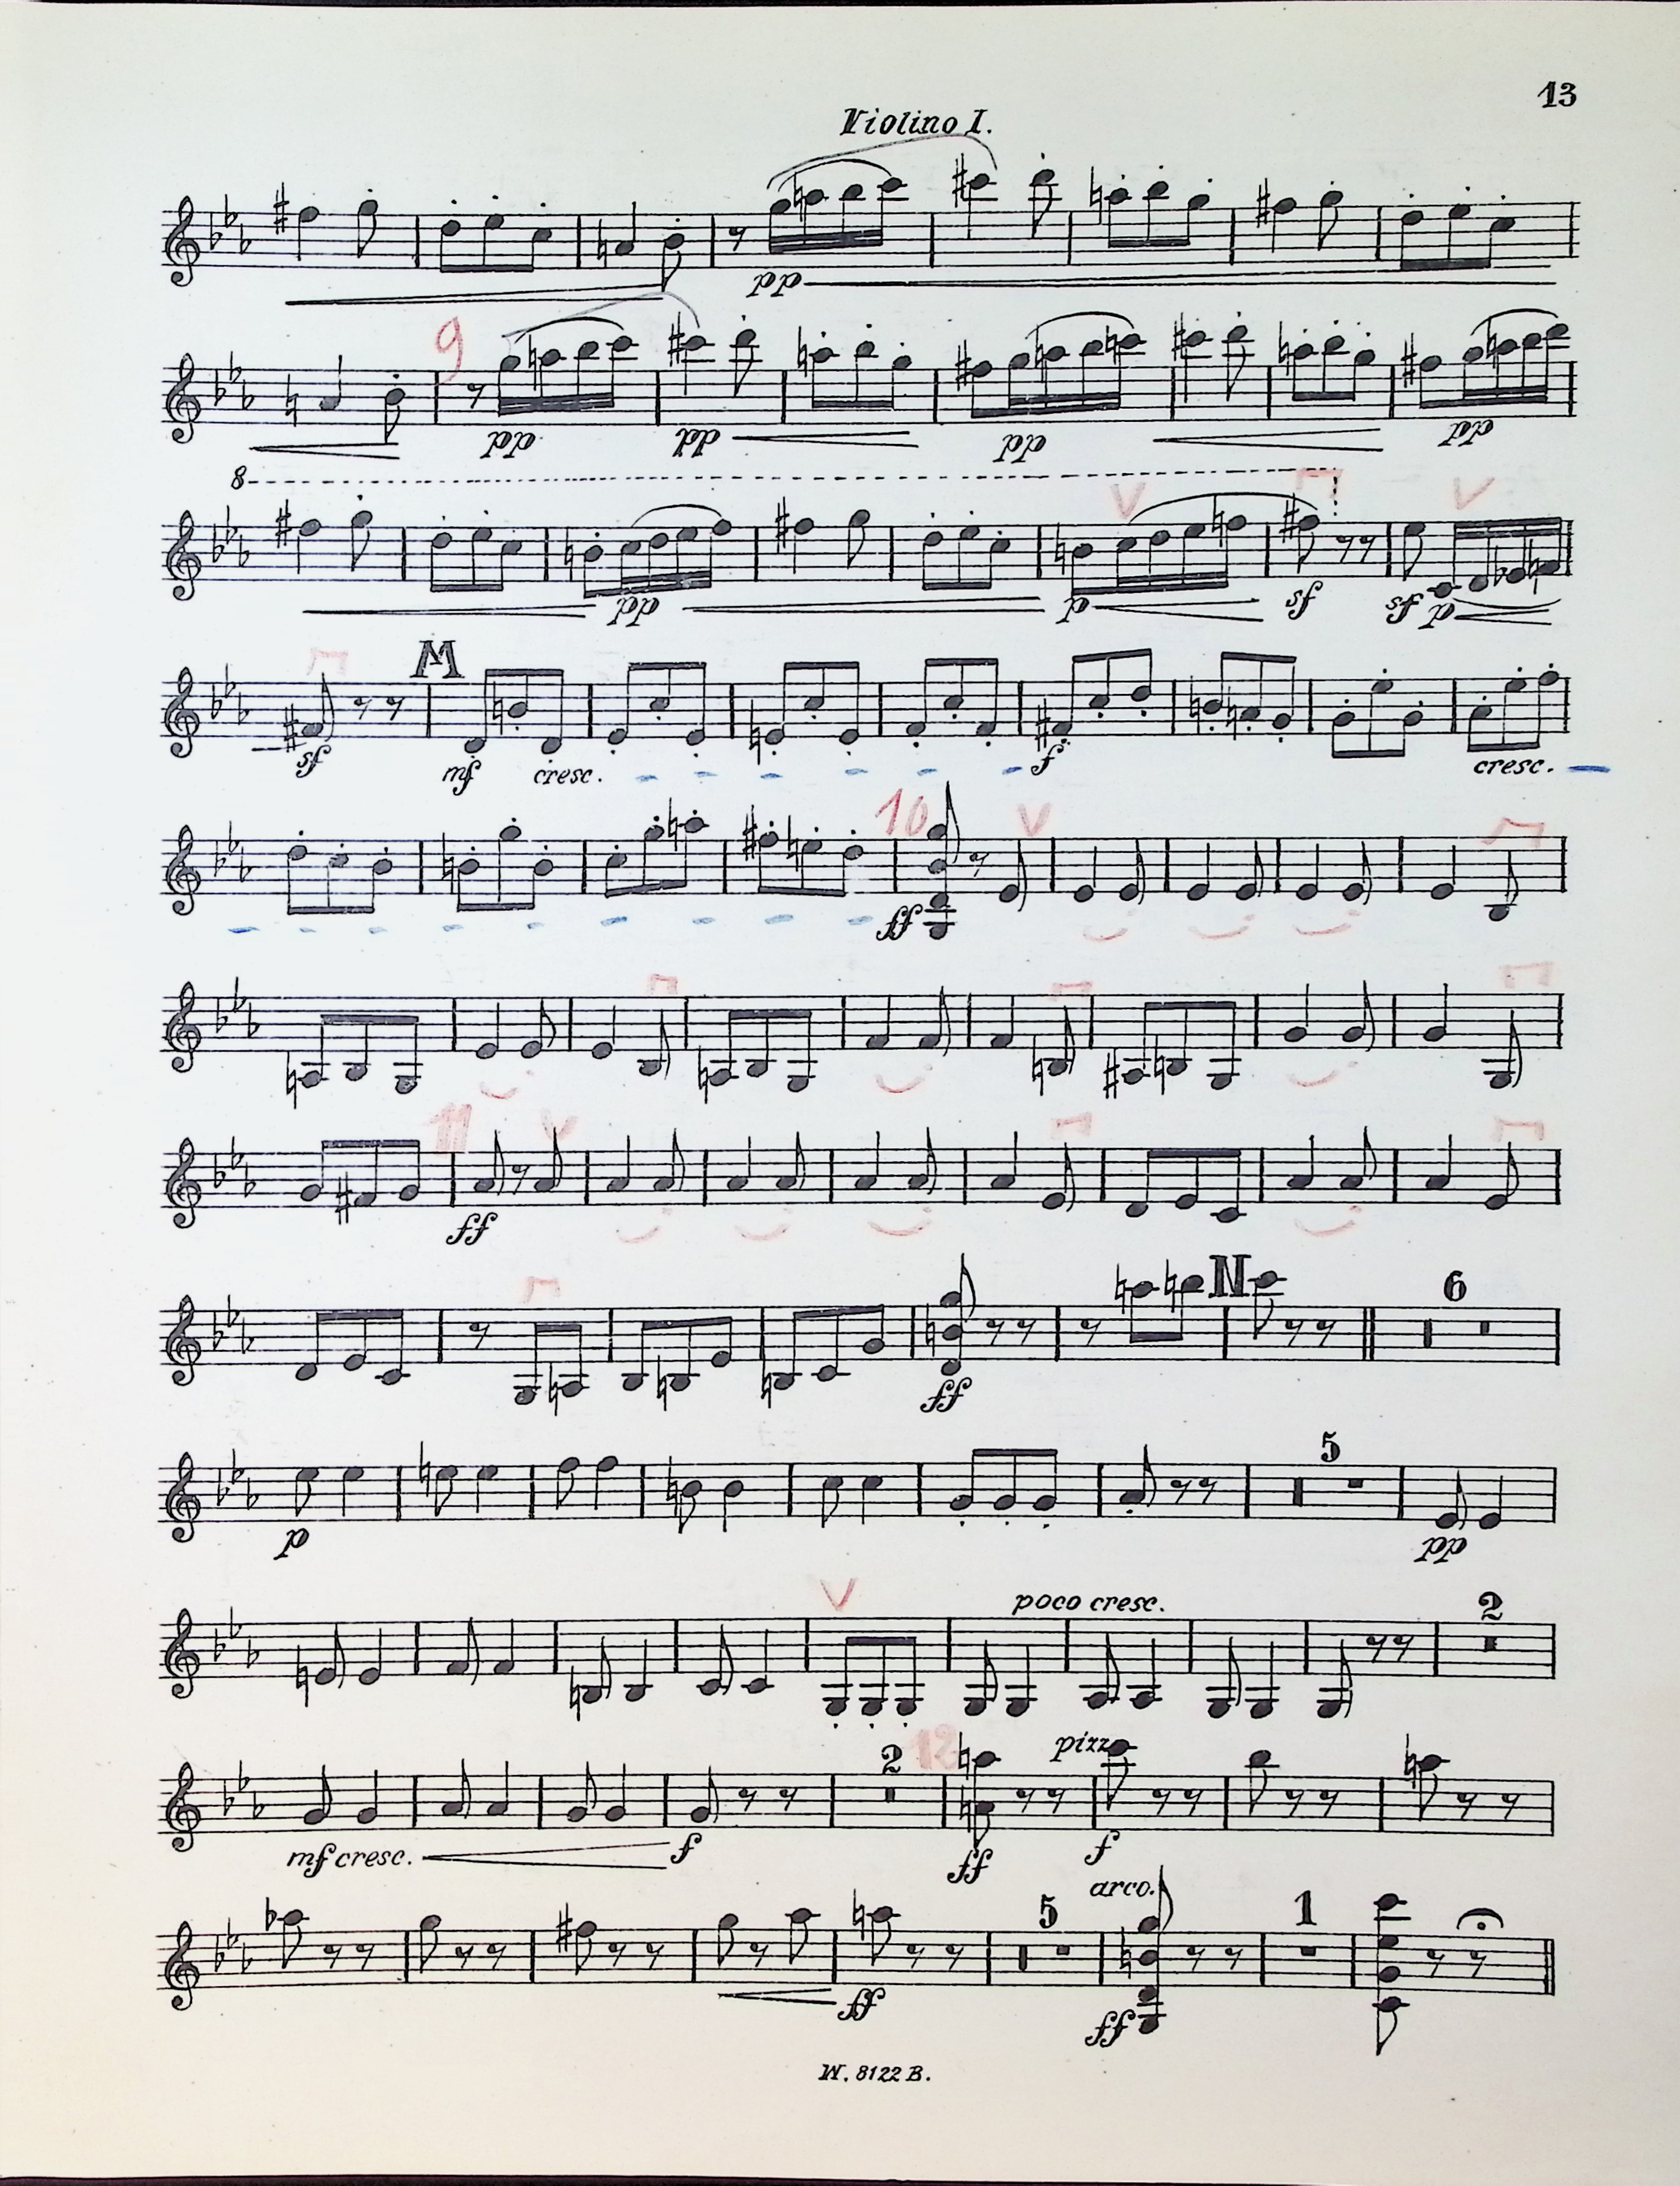 13
Violino I.
pp
9
pp pp pp pp
8
pp p sf sf p
M
sf mf cresc. f cresc.
10
ff
11
ff
N 6
ff
5
p pp
poco cresc. 2
2 12 pizz.
mf cresc. f ff f
arco.
5 1
ff ff
W. 8122 B.